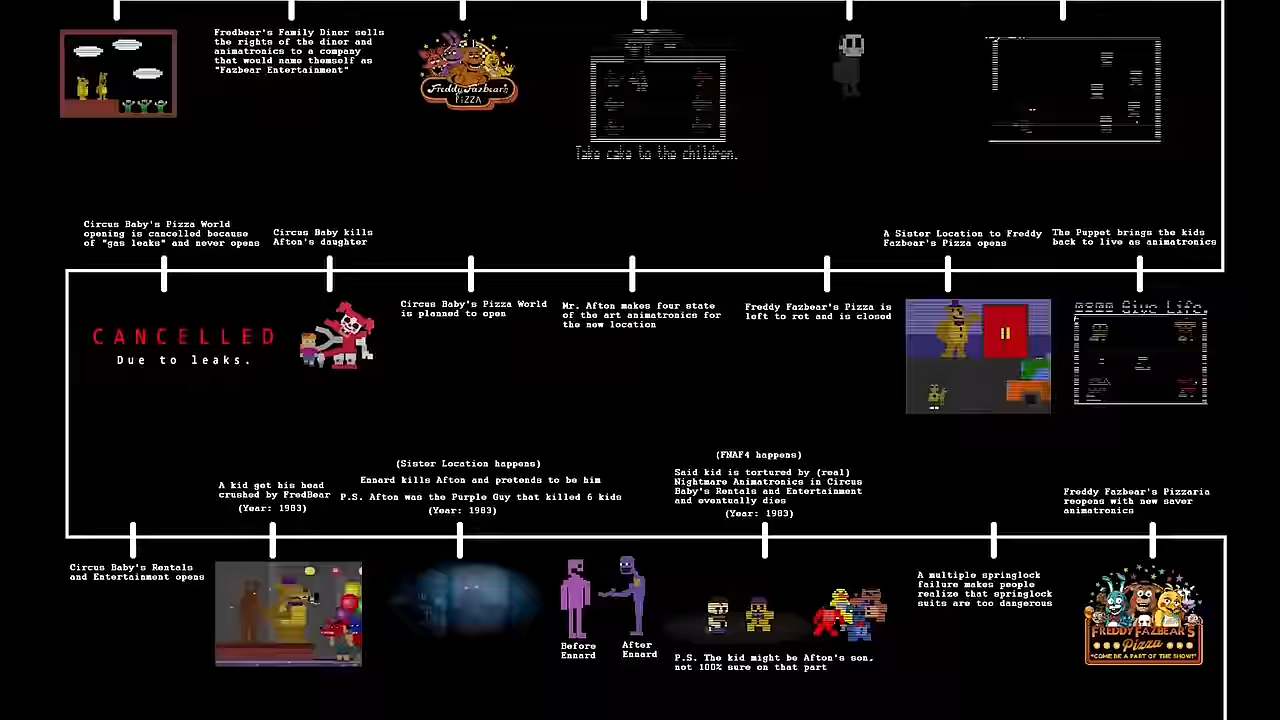 Fredbear's Family Diner sells
the rights of the diner and
animatronics to a company
that would name themself as
"Fazbear Entertainment"
Freddy Fazbear's
PIZZA
Take cake to the children.
Circus Baby's Pizza World
opening is cancelled because
of "gas leaks" and never opens
Circus Baby kills
Afton's daughter
A Sister Location to Freddy
Fazbear's Pizza opens
The Puppet brings the kids
back to live as animatronics
CANCELLED
Due to leaks.
Circus Baby's Pizza World
is planned to open
Mr. Afton makes four state
of the art animatronics for
the new location
Freddy Fazbear's Pizza is
left to rot and is closed
Give Life.
A kid got his head
crushed by FredBear
(Year: 1983)
(Sister Location happens)
Ennard kills Afton and pretends to be him
P.S. Afton was the Purple Guy that killed 6 kids
(Year: 1983)
(FNAF4 happens)
Said kid is tortured by (real)
Nightmare Animatronics in Circus
Baby's Rentals and Entertainment
and eventually dies
(Year: 1983)
Freddy Fazbear's Pizzaria
reopens with new saver
animatronics
Circus Baby's Rentals
and Entertainment opens
Before
Ennard
After
Ennard
P.S. The kid might be Afton's son,
not 100% sure on that part
A multiple springlock
failure makes people
realize that springlock
suits are too dangerous
FREDDY FAZBEAR'S
Pizza
"COME BE A PART OF THE SHOW!"